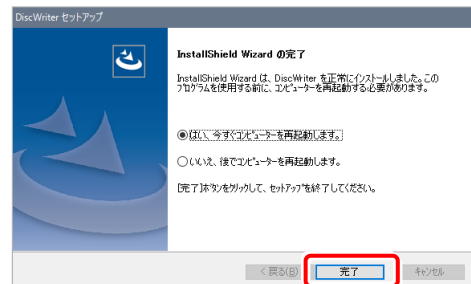 DiscWriter セットアップ
InstallShield Wizard の完了
InstallShield Wizard は、DiscWriter を正常にインストールしました。この
プログラムを使用する前に、コンピューターを再起動する必要があります。
はい、今すぐコンピューターを再起動します。
いいえ、後でコンピューターを再起動します。
[完了]ボタンをクリックして、セットアップを終了してください。
< 戻る(B)
完了
キャンセル